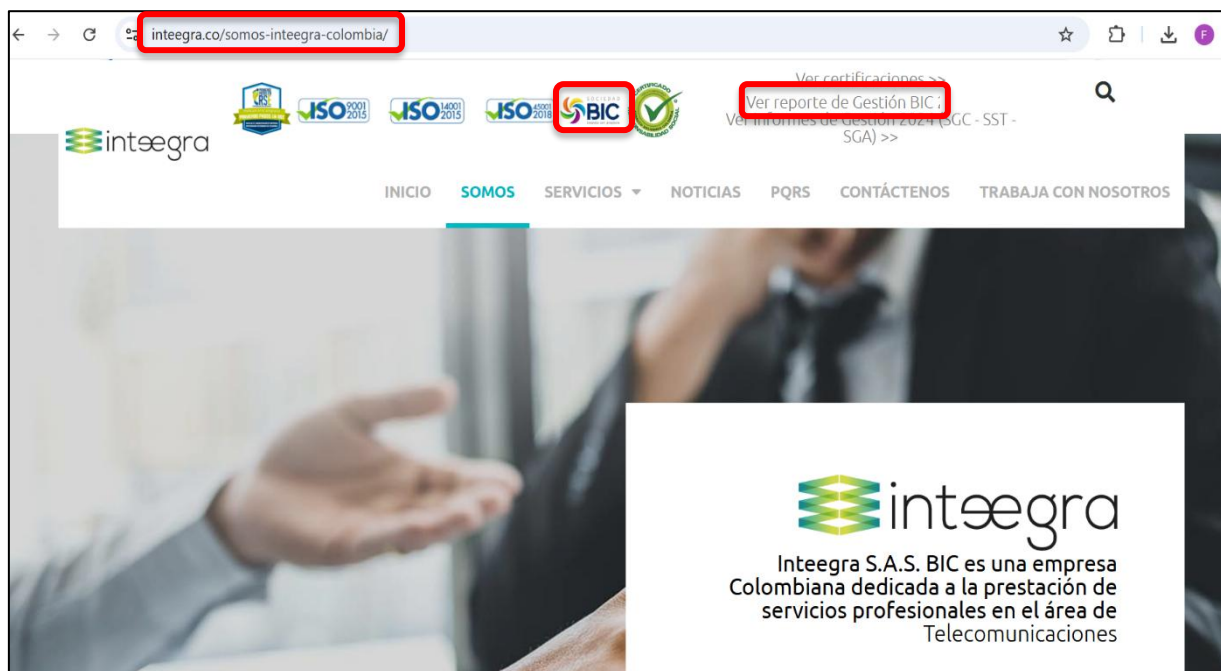 inteegra.co/somos-inteegra-colombia/
F
Ver certificaciones >>
ISO 9001 2015
ISO 14001 2015
ISO 45001 2018
SOCIEDAD
BIC
CERTIFICADO
CRS
Ver reporte de Gestión BIC
Ver informes de Gestión 2024 (SGC - SST -
SGA) >>
inteegra
INICIO SOMOS SERVICIOS NOTICIAS PQRS CONTÁCTENOS TRABAJA CON NOSOTROS
inteegra
Inteegra S.A.S. BIC es una empresa
Colombiana dedicada a la prestación de
servicios profesionales en el área de
Telecomunicaciones